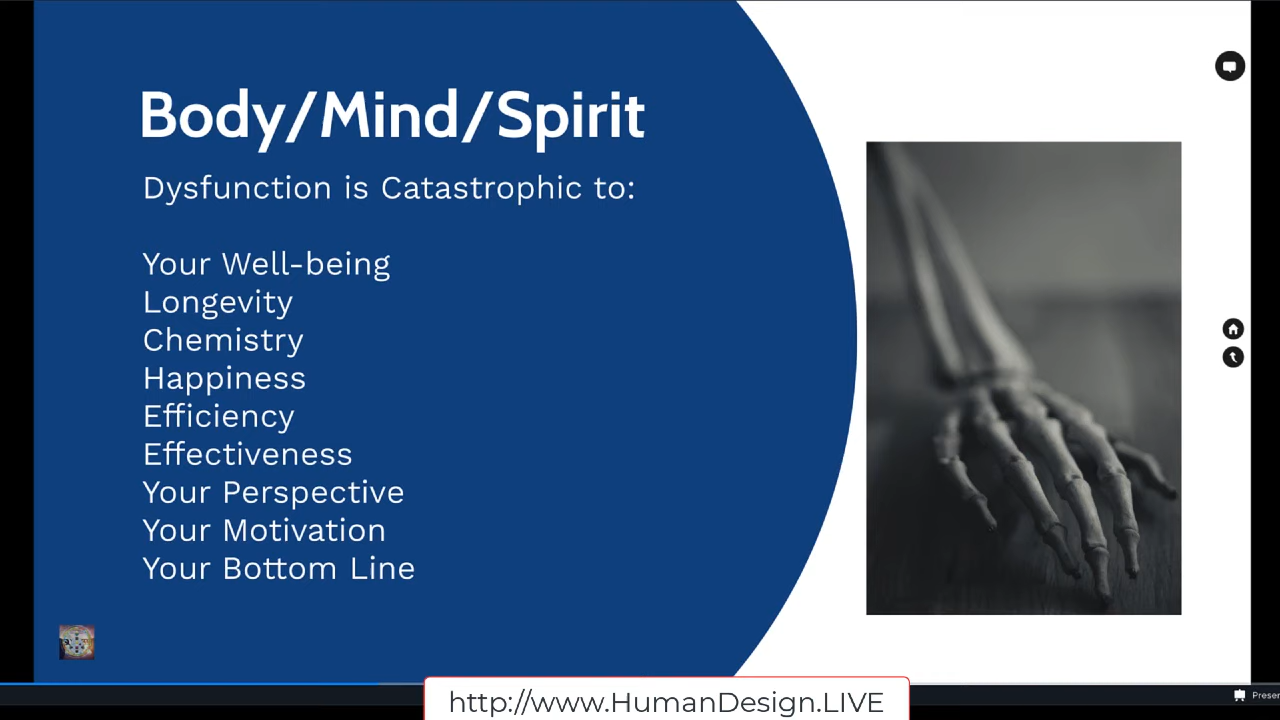 Body/Mind/Spirit
Dysfunction is Catastrophic to:
Your Well-being
Longevity
Chemistry
Happiness
Efficiency
Effectiveness
Your Perspective
Your Motivation
Your Bottom Line
http://www.HumanDesign.LIVE